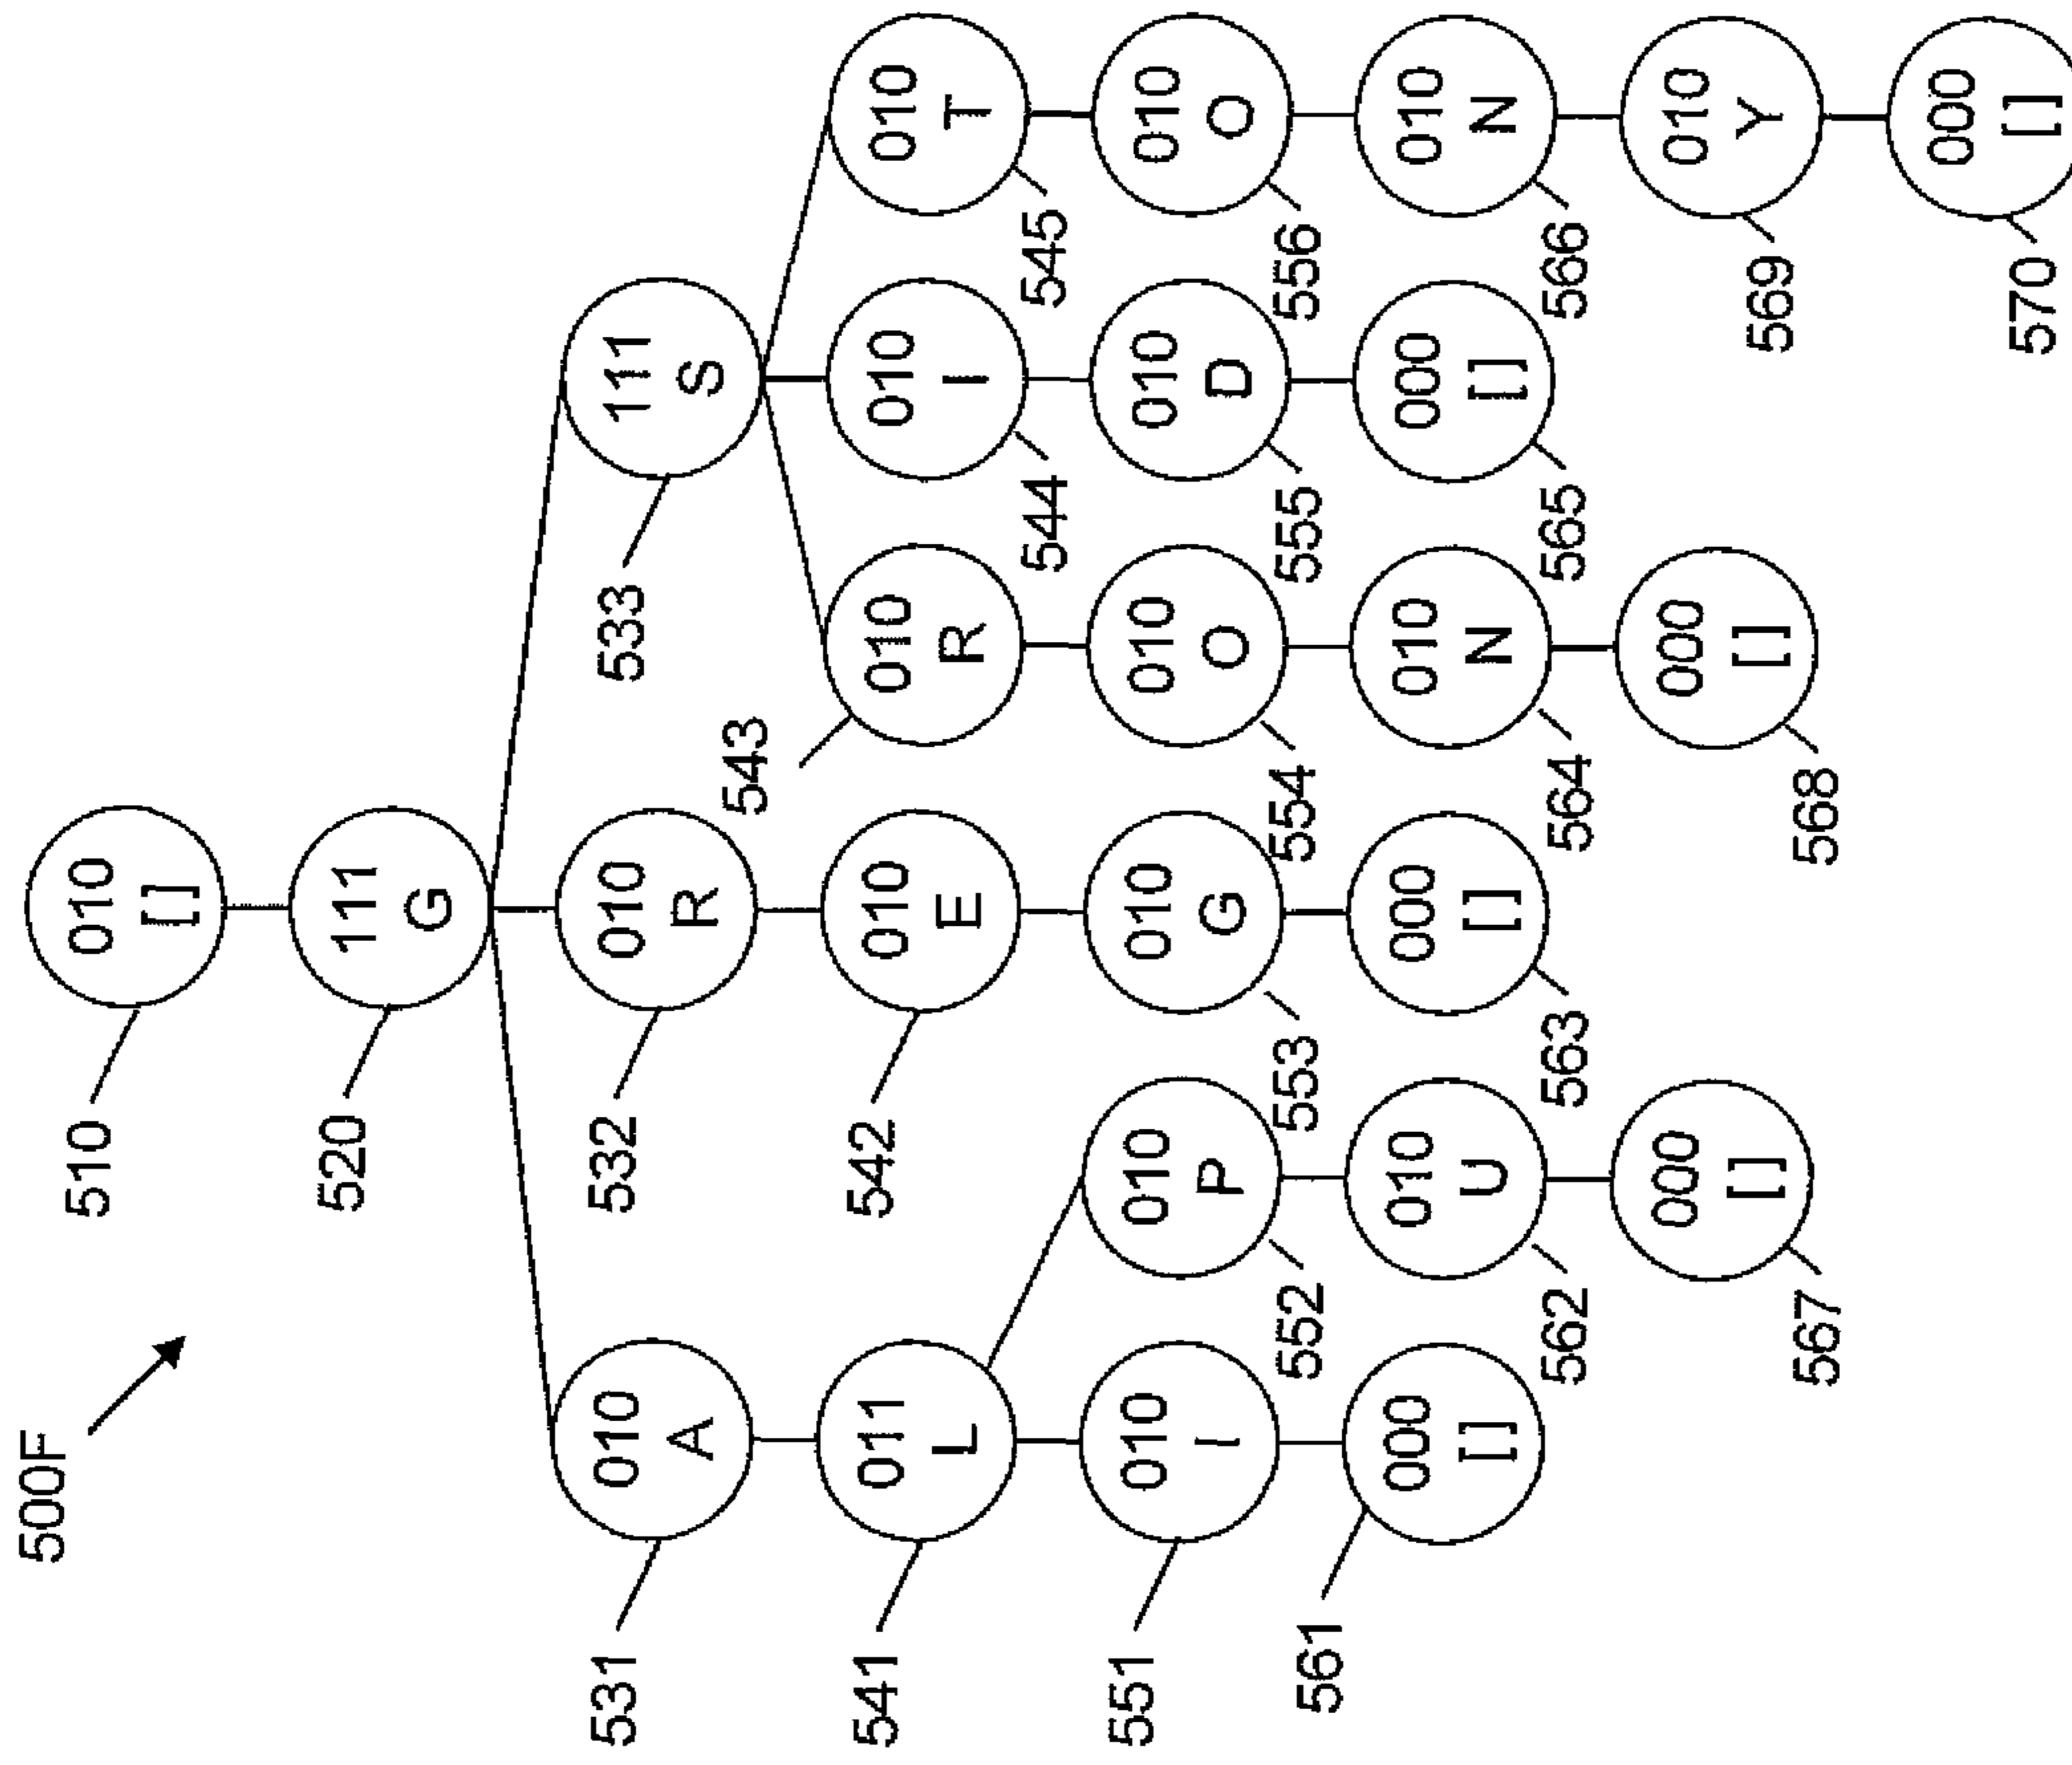 500F
510 010
[]
520 111
G
531 010 532 010 533 111
A R S
543
541 011 542 010 010 010 010
L E R I T
544 545
551 010 010 010 010 010 010
I P G O D O
552 553 554 555 556
561 000 010 000 010 000 010
[] U [] N [] N
562 563 564 565 566
000 000 010
[] [] Y
567 568 569
000
[]
570